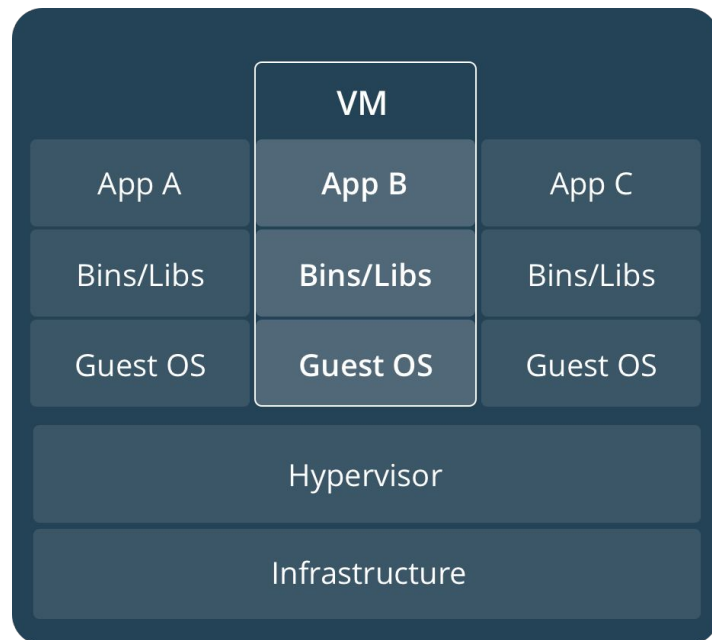 VM
App A App B App C
Bins/Libs Bins/Libs Bins/Libs
Guest OS Guest OS Guest OS
Hypervisor
Infrastructure